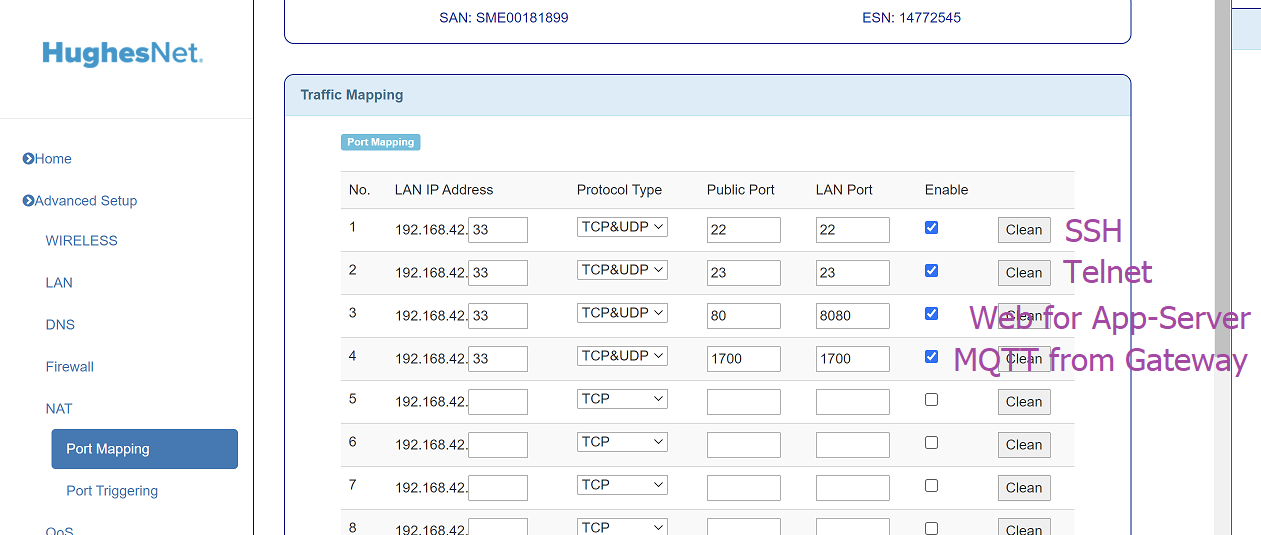 SAN: SME00181899 ESN: 14772545
HughesNet.
Traffic Mapping
Port Mapping
Home
Advanced Setup
WIRELESS
LAN
DNS
Firewall
NAT
Port Mapping
Port Triggering
QoS
No. LAN IP Address Protocol Type Public Port LAN Port Enable
1 192.168.42. 33 TCP&UDP 22 22 Clean SSH
2 192.168.42. 33 TCP&UDP 23 23 Clean Telnet
3 192.168.42. 33 TCP&UDP 80 8080 Clean Web for App-Server
4 192.168.42. 33 TCP&UDP 1700 1700 Clean MQTT from Gateway
5 192.168.42. TCP Clean
6 192.168.42. TCP Clean
7 192.168.42. TCP Clean
8 192.168.42. TCP Clean